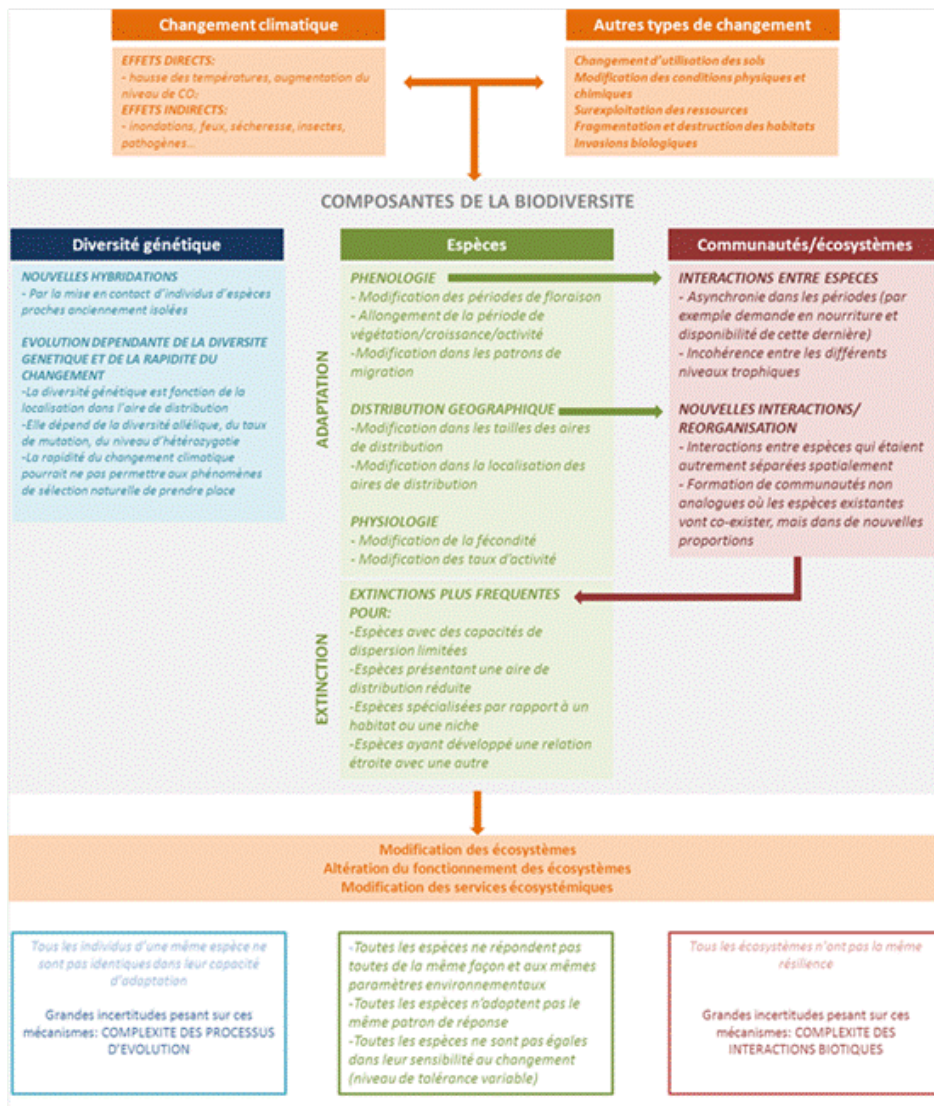 Changement climatique
EFFETS DIRECTS:
- hausse des températures, augmentation du
niveau de CO2
EFFETS INDIRECTS:
- inondations, feux, sécheresse, insectes,
pathogènes...
Autres types de changement
Changement d'utilisation des sols
Modification des conditions physiques et
chimiques
Surexploitation des ressources
Fragmentation et destruction des habitats
Invasions biologiques
COMPOSANTES DE LA BIODIVERSITE
Diversité génétique
NOUVELLES HYBRIDATIONS
- Par la mise en contact d'individus d'espèces
proches anciennement isolées
EVOLUTION DEPENDANTE DE LA DIVERSITE
GENETIQUE ET DE LA RAPIDITE DU
CHANGEMENT
-La diversité génétique est fonction de la
localisation dans l'aire de distribution
-Elle dépend de la diversité allélique, du taux
de mutation, du niveau d'hétérozygotie
-La rapidité du changement climatique
pourrait ne pas permettre aux phénomènes
de sélection naturelle de prendre place
Espèces
ADAPTATION
PHENOLOGIE
- Modification des périodes de floraison
- Allongement de la période de
végétation/croissance/activité
- Modification dans les patrons de
migration
DISTRIBUTION GEOGRAPHIQUE
- Modification dans les tailles des aires
de distribution
- Modification dans la localisation des
aires de distribution
PHYSIOLOGIE
- Modification de la fécondité
- Modification des taux d'activité
EXTINCTION
EXTINCTIONS PLUS FREQUENTES
POUR:
-Espèces avec des capacités de
dispersion limitées
-Espèces présentant une aire de
distribution réduite
-Espèces spécialisées par rapport à un
habitat ou une niche
-Espèces ayant développé une relation
étroite avec une autre
Communautés/écosystèmes
INTERACTIONS ENTRE ESPECES
- Asynchronie dans les périodes (par
exemple demande en nourriture et
disponibilité de cette dernière)
- Incohérence entre les différents
niveaux trophiques
NOUVELLES INTERACTIONS/
REORGANISATION
- Interactions entre espèces qui étaient
autrement séparées spatialement
- Formation de communautés non
analogues où les espèces existantes
vont co-exister, mais dans de nouvelles
proportions
Modification des écosystèmes
Altération du fonctionnement des écosystèmes
Modification des services écosystémiques
Tous les individus d'une même espèce ne
sont pas identiques dans leur capacité
d'adaptation
Grandes incertitudes pesant sur ces
mécanismes: COMPLEXITE DES PROCESSUS
D'EVOLUTION
-Toutes les espèces ne répondent pas
toutes de la même façon et aux mêmes
paramètres environnementaux
-Toutes les espèces n'adoptent pas le
même patron de réponse
-Toutes les espèces ne sont pas égales
dans leur sensibilité au changement
(niveau de tolérance variable)
Tous les écosystèmes n'ont pas la même
résilience
Grandes incertitudes pesant sur ces
mécanismes: COMPLEXITE DES
INTERACTIONS BIOTIQUES